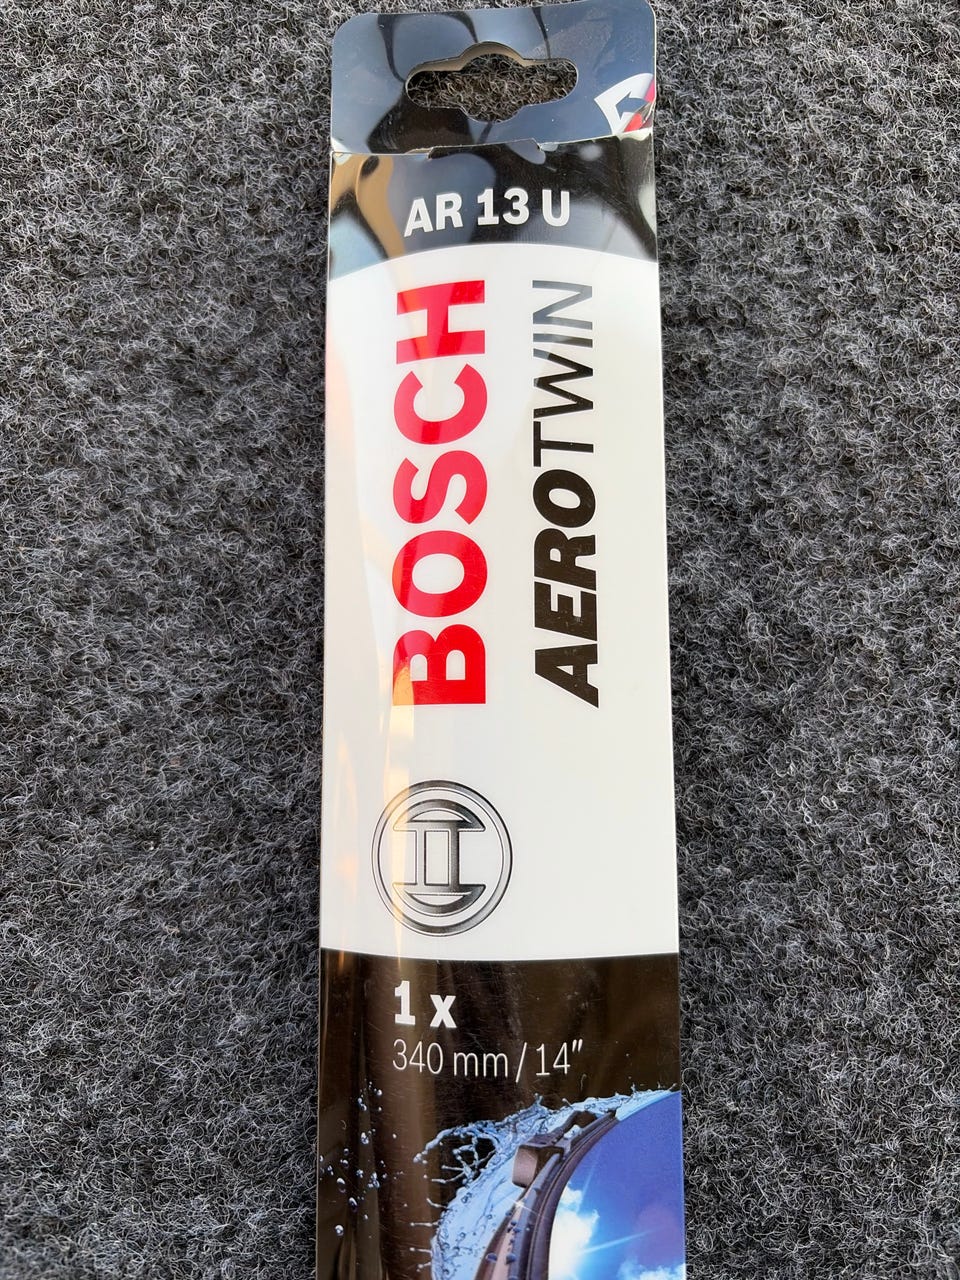 AR 13 U
BOSCH
AEROTWIN
1 x
340 mm / 14"